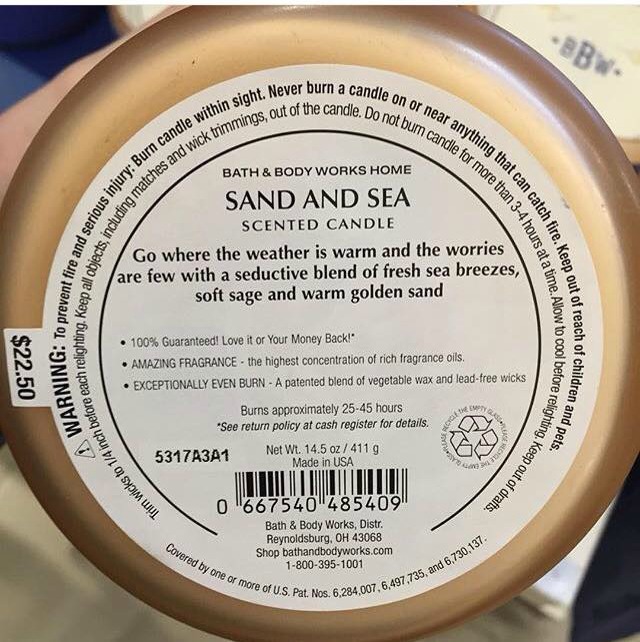 ·BBW·
$22.50
WARNING: To prevent fire and serious injury: Burn candle within sight. Never burn a candle on or near anything that can catch fire. Keep out of reach of children and pets.
Trim wicks to 1/4 inch before each relighting. Keep all objects, including matches and wick trimmings, out of the candle. Do not burn candle for more than 3-4 hours at a time. Allow to cool before relighting. Keep out of drafts.
BATH & BODY WORKS HOME
SAND AND SEA
SCENTED CANDLE
Go where the weather is warm and the worries
are few with a seductive blend of fresh sea breezes,
soft sage and warm golden sand
• 100% Guaranteed! Love it or Your Money Back!*
• AMAZING FRAGRANCE - the highest concentration of rich fragrance oils.
• EXCEPTIONALLY EVEN BURN - A patented blend of vegetable wax and lead-free wicks
Burns approximately 25-45 hours
*See return policy at cash register for details.
PLEASE RECYCLE THE EMPTY GLASS
5317A3A1
Net Wt. 14.5 oz / 411 g
Made in USA
0 667540 485409
Bath & Body Works, Distr.
Reynoldsburg, OH 43068
Shop bathandbodyworks.com
1-800-395-1001
Covered by one or more of U.S. Pat. Nos. 6,284,007, 6,497,735, and 6,730,137.